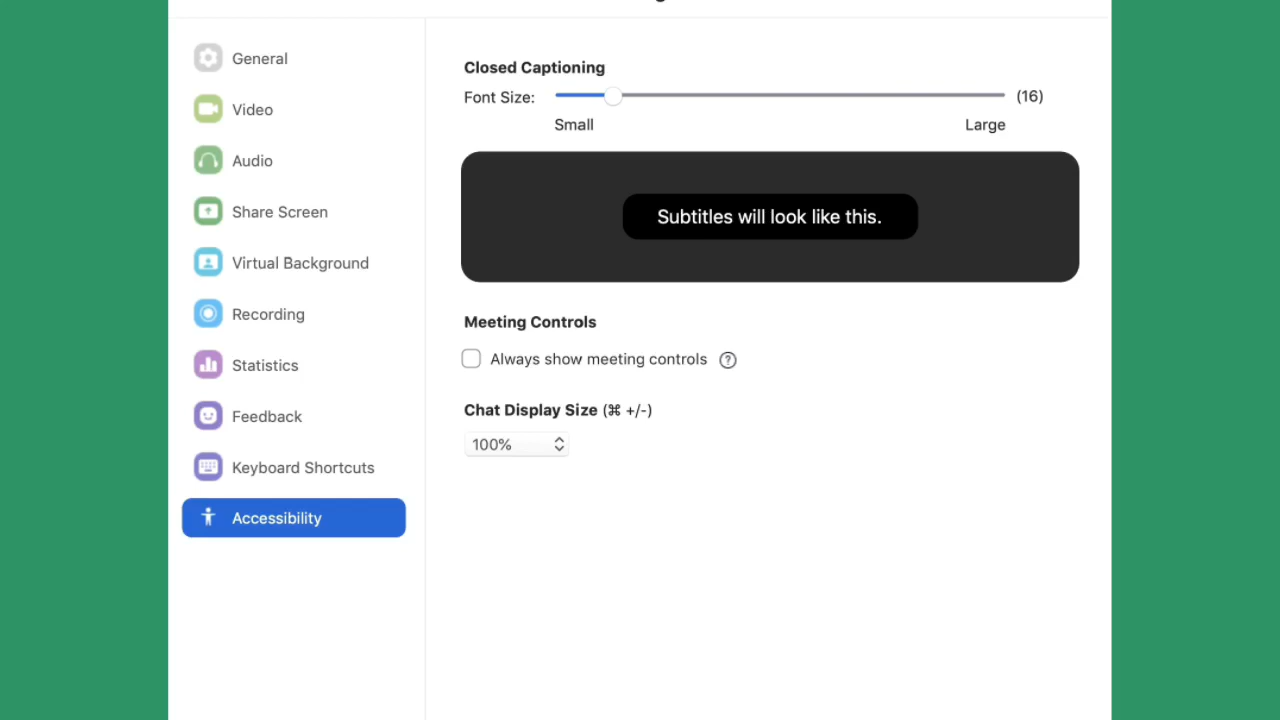 General
Video
Audio
Share Screen
Virtual Background
Recording
Statistics
Feedback
Keyboard Shortcuts
Accessibility
Closed Captioning
Font Size: (16)
Small Large
Subtitles will look like this.
Meeting Controls
Always show meeting controls ?
Chat Display Size (⌘ +/-)
100%